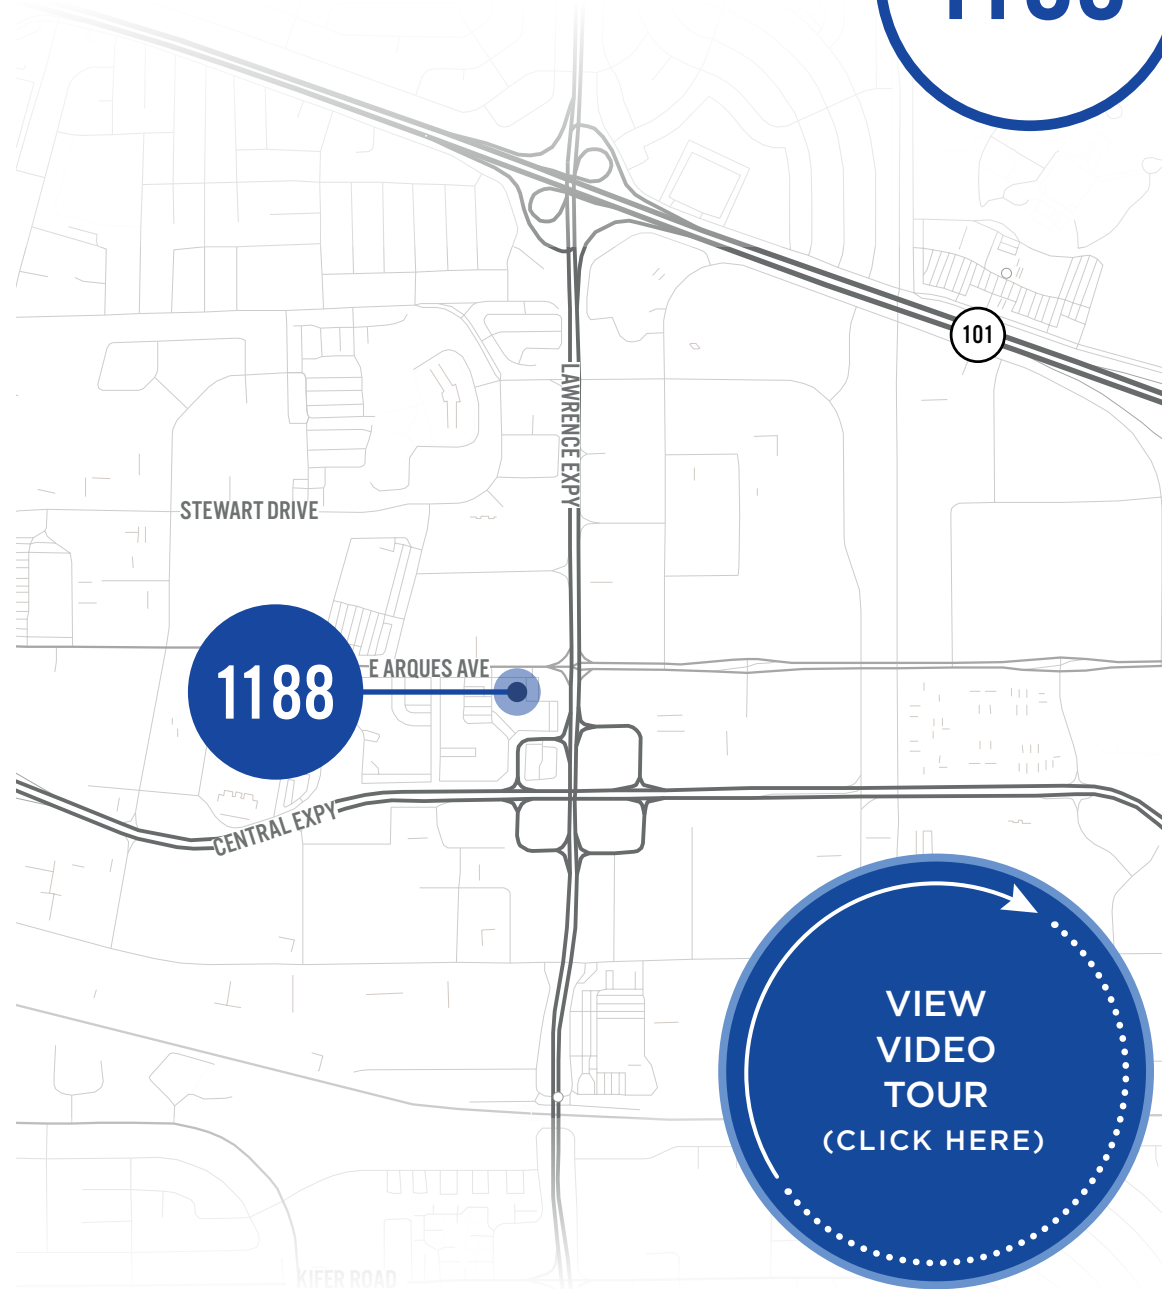 101
LAWRENCE EXPY
STEWART DRIVE
E ARQUES AVE
1188
CENTRAL EXPY
VIEW
VIDEO
TOUR
(CLICK HERE)
KIFER ROAD